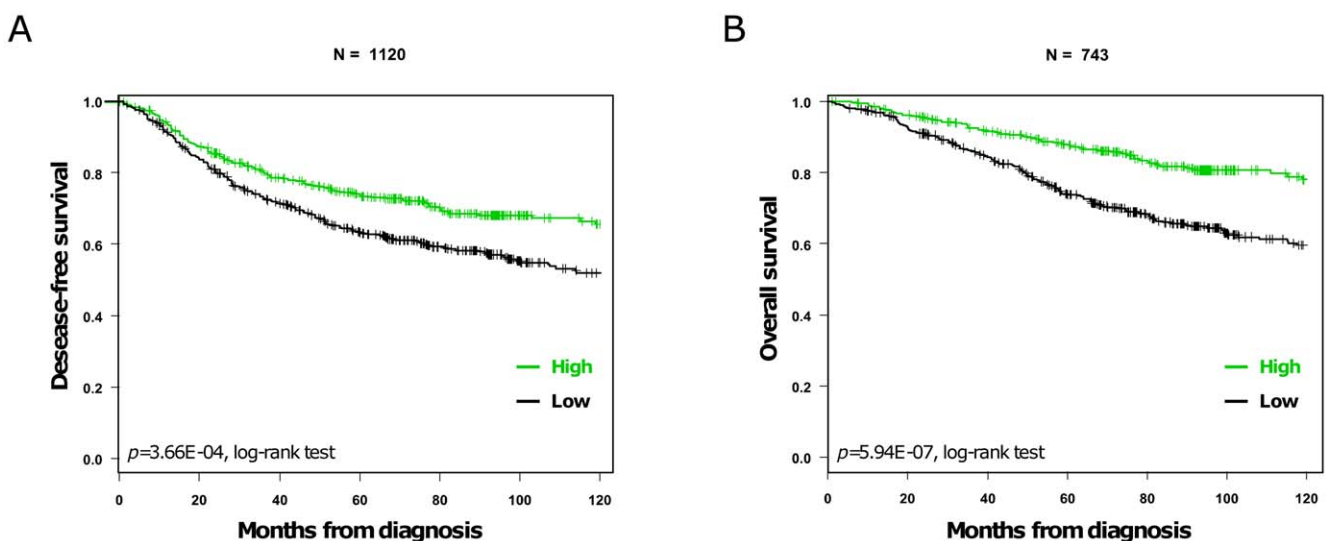 A
N = 1120
Desease-free survival
1.0
0.8
0.6
0.4
0.2
0.0
High
Low
p=3.66E-04, log-rank test
0 20 40 60 80 100 120
Months from diagnosis
B
N = 743
Overall survival
1.0
0.8
0.6
0.4
0.2
0.0
High
Low
p=5.94E-07, log-rank test
0 20 40 60 80 100 120
Months from diagnosis